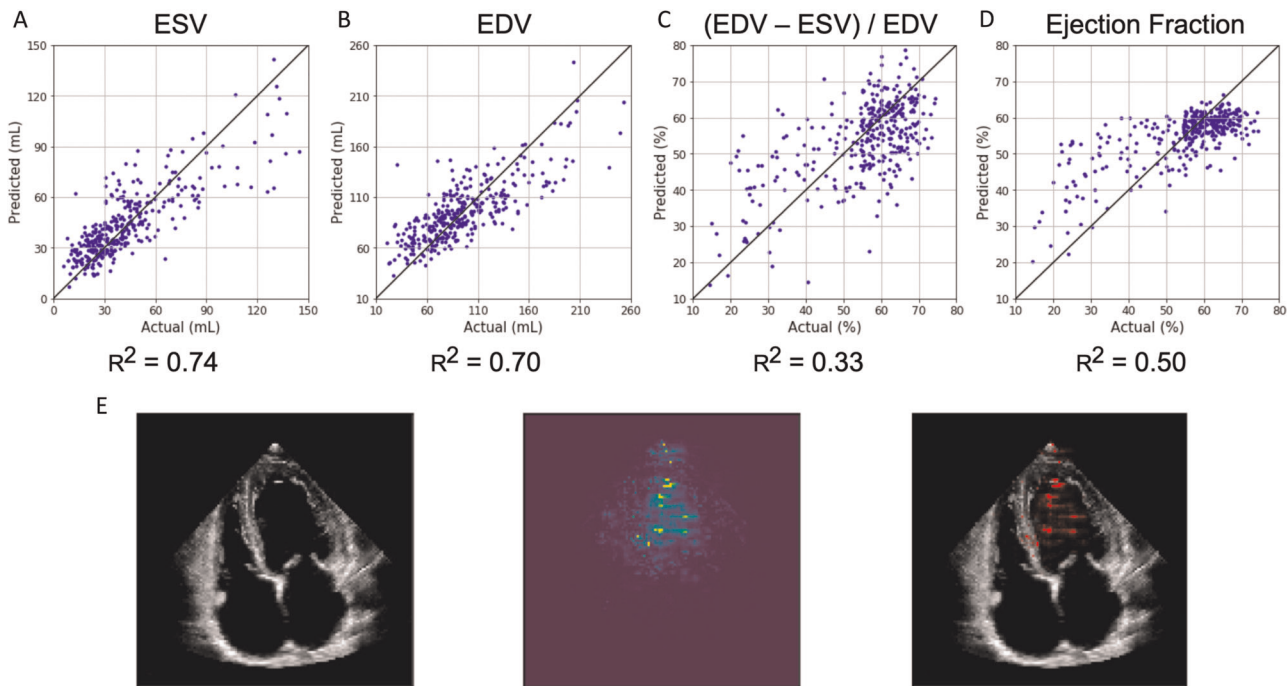 A ESV
B EDV
C (EDV – ESV) / EDV
D Ejection Fraction
150
120
90
60
30
0
Predicted (mL)
0 30 60 90 120 150
Actual (mL)
R² = 0.74
260
210
160
110
60
10
Predicted (mL)
10 60 110 160 210 260
Actual (mL)
R² = 0.70
80
70
60
50
40
30
20
10
Predicted (%)
10 20 30 40 50 60 70 80
Actual (%)
R² = 0.33
80
70
60
50
40
30
20
10
Predicted (%)
10 20 30 40 50 60 70 80
Actual (%)
R² = 0.50
E